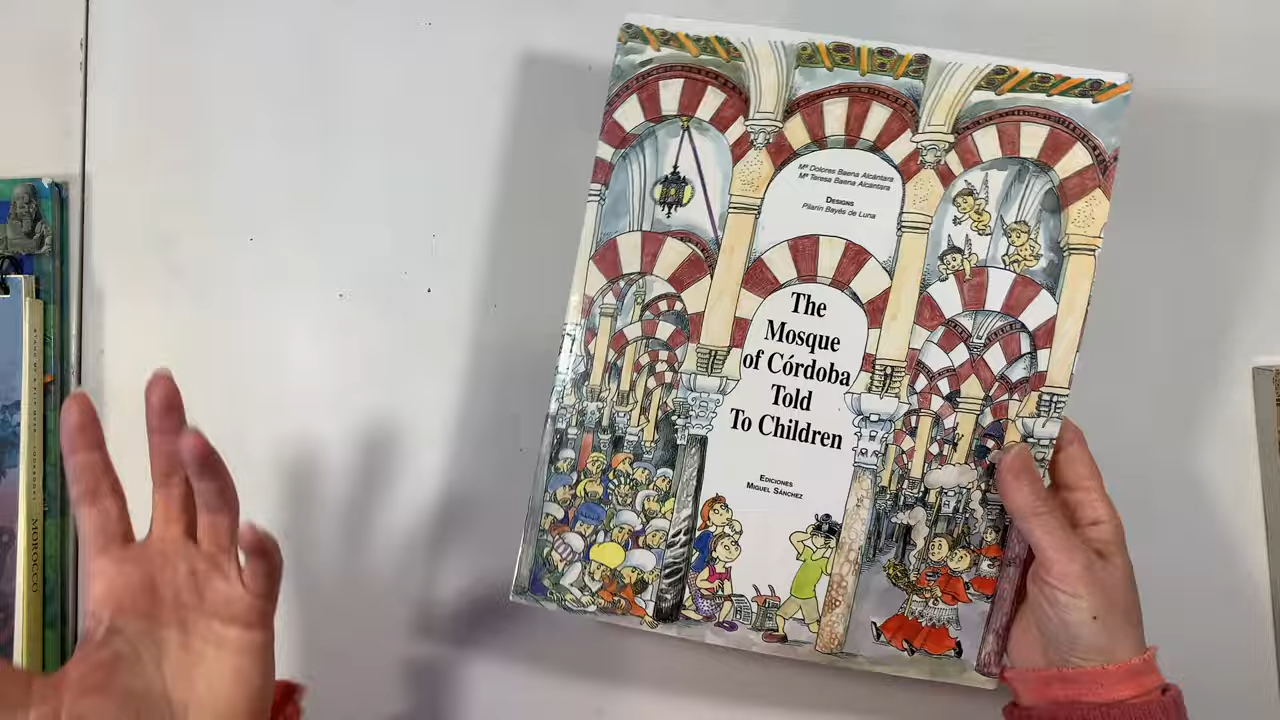 Mª Dolores Baena Alcántara
Mª Teresa Baena Alcántara
DESIGNS
Pilarín Bayés de Luna
The
Mosque
of Córdoba
Told
To Children
EDICIONES
MIGUEL SÁNCHEZ
MOROCCO